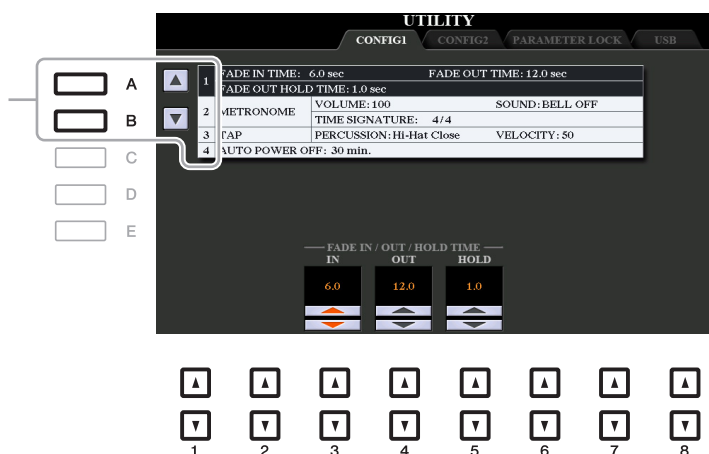 UTILITY
CONFIG1 CONFIG2 PARAMETER LOCK USB
A
B
C
D
E
1 FADE IN TIME: 6.0 sec FADE OUT TIME: 12.0 sec
FADE OUT HOLD TIME: 1.0 sec
2 METRONOME VOLUME: 100 SOUND: BELL OFF
TIME SIGNATURE: 4/4
3 TAP PERCUSSION: Hi-Hat Close VELOCITY: 50
4 AUTO POWER OFF: 30 min.
FADE IN / OUT / HOLD TIME
IN OUT HOLD
6.0 12.0 1.0
1 2 3 4 5 6 7 8